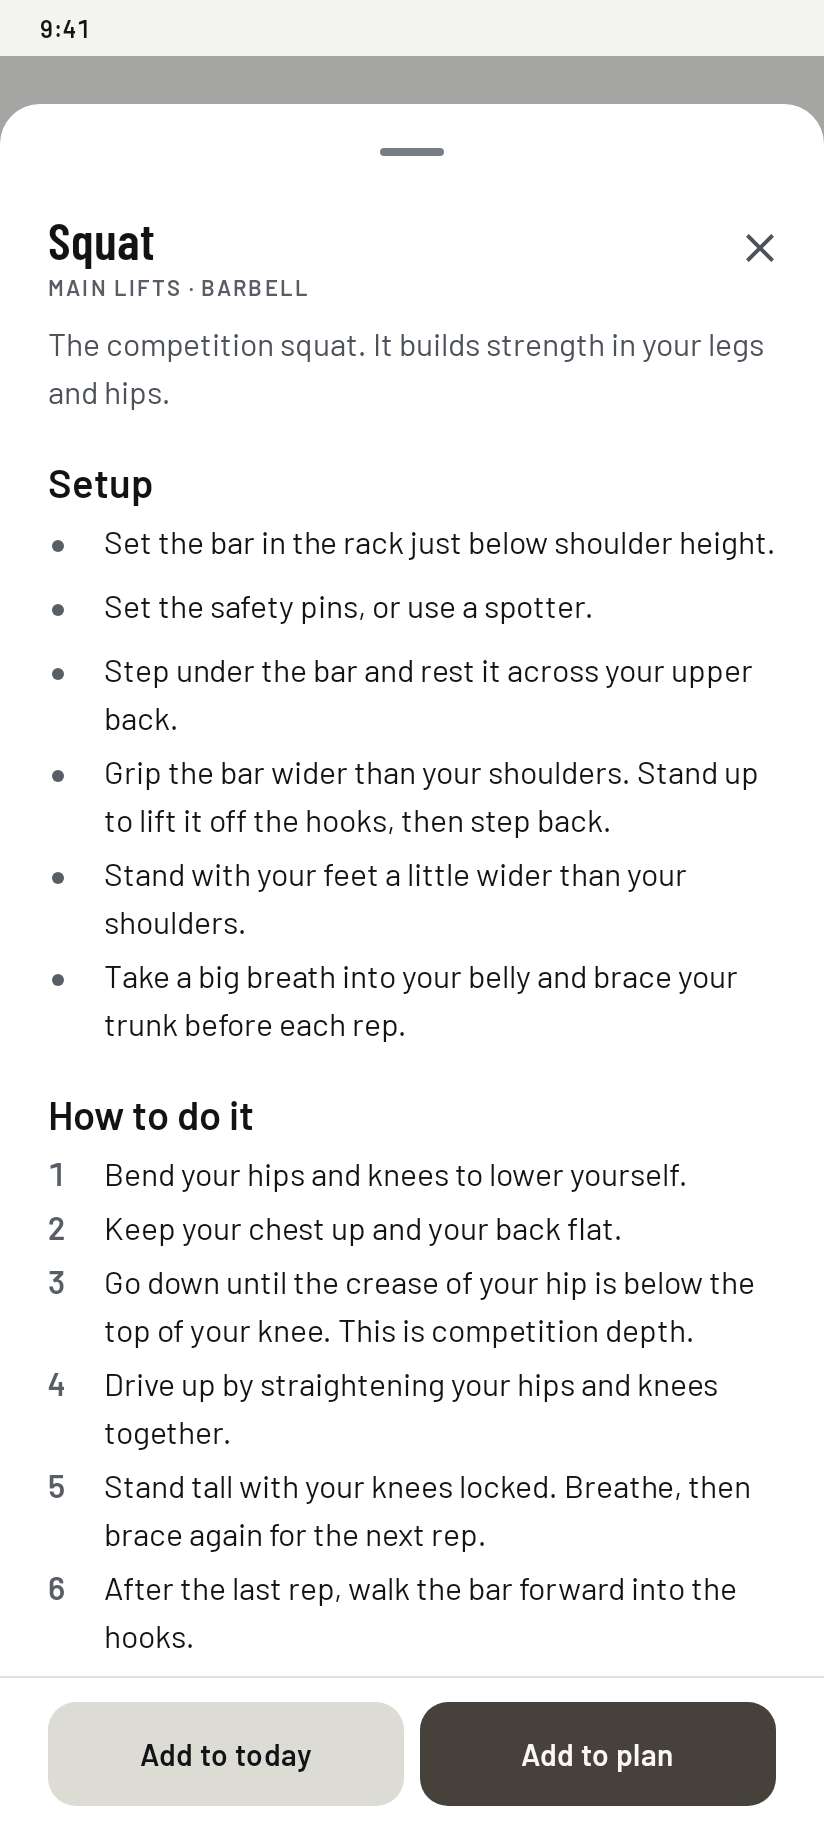 9:41
Squat
MAIN LIFTS · BARBELL
The competition squat. It builds strength in your legs
and hips.
Setup
• Set the bar in the rack just below shoulder height.
• Set the safety pins, or use a spotter.
• Step under the bar and rest it across your upper
back.
• Grip the bar wider than your shoulders. Stand up
to lift it off the hooks, then step back.
• Stand with your feet a little wider than your
shoulders.
• Take a big breath into your belly and brace your
trunk before each rep.
How to do it
1 Bend your hips and knees to lower yourself.
2 Keep your chest up and your back flat.
3 Go down until the crease of your hip is below the
top of your knee. This is competition depth.
4 Drive up by straightening your hips and knees
together.
5 Stand tall with your knees locked. Breathe, then
brace again for the next rep.
6 After the last rep, walk the bar forward into the
hooks.
Add to today
Add to plan